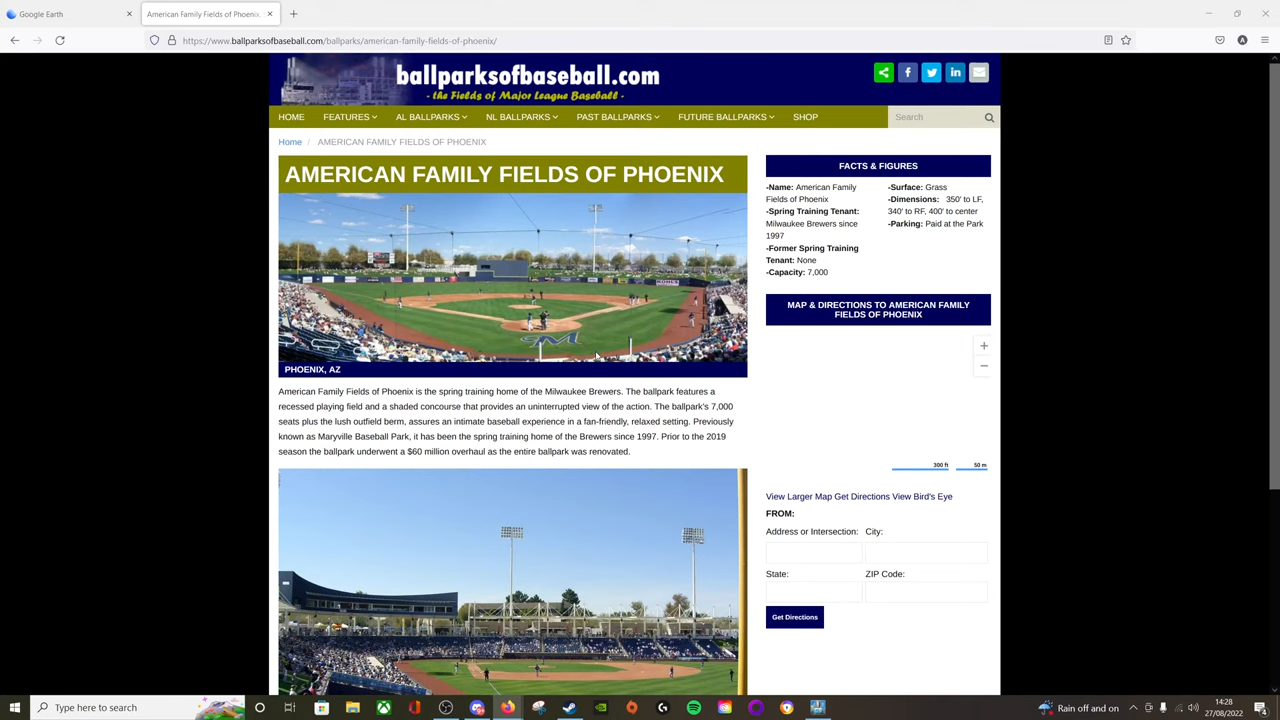 Google Earth
American Family Fields of Phoenix
https://www.ballparksofbaseball.com/ballparks/american-family-fields-of-phoenix/
ballparksofbaseball.com
- the Fields of Major League Baseball -
HOME FEATURES AL BALLPARKS NL BALLPARKS PAST BALLPARKS FUTURE BALLPARKS SHOP Search
Home / AMERICAN FAMILY FIELDS OF PHOENIX
AMERICAN FAMILY FIELDS OF PHOENIX
PHOENIX, AZ
American Family Fields of Phoenix is the spring training home of the Milwaukee Brewers. The ballpark features a
recessed playing field and a shaded concourse that provides an uninterrupted view of the action. The ballpark's 7,000
seats plus the lush outfield berm, assures an intimate baseball experience in a fan-friendly, relaxed setting. Previously
known as Maryville Baseball Park, it has been the spring training home of the Brewers since 1997. Prior to the 2019
season the ballpark underwent a $60 million overhaul as the entire ballpark was renovated.
FACTS & FIGURES
-Name: American Family
Fields of Phoenix
-Spring Training Tenant:
Milwaukee Brewers since
1997
-Former Spring Training
Tenant: None
-Capacity: 7,000
-Surface: Grass
-Dimensions: 350' to LF,
340' to RF, 400' to center
-Parking: Paid at the Park
MAP & DIRECTIONS TO AMERICAN FAMILY
FIELDS OF PHOENIX
300 ft 50 m
View Larger Map Get Directions View Bird's Eye
FROM:
Address or Intersection: City:
State: ZIP Code:
Get Directions
Type here to search
Rain off and on
14:28
27/08/2022
4